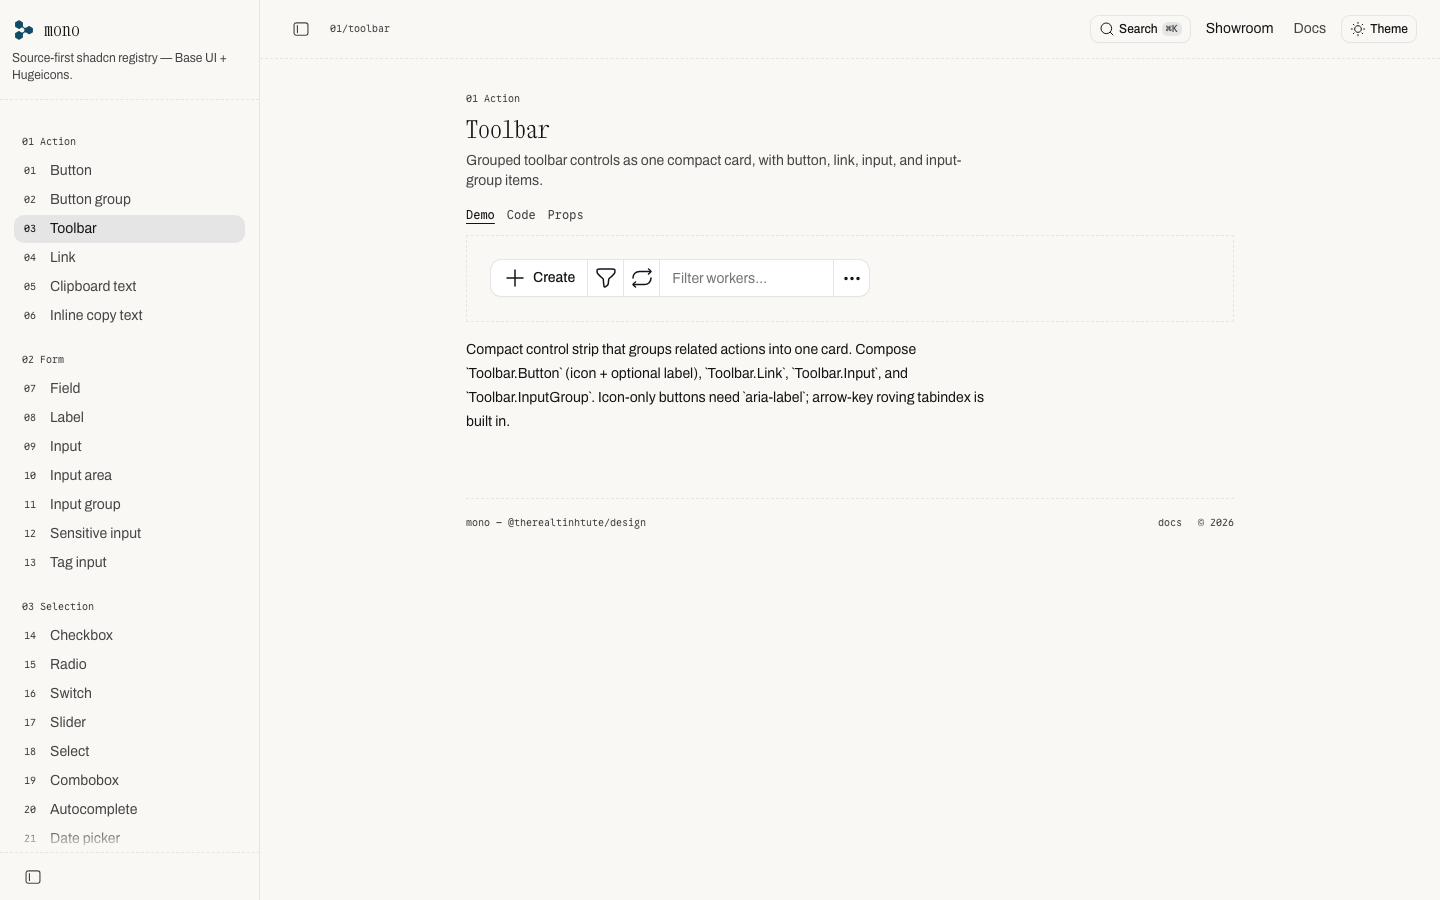 mono
Source-first shadcn registry — Base UI +
Hugeicons.
01 Action
01 Button
02 Button group
03 Toolbar
04 Link
05 Clipboard text
06 Inline copy text
02 Form
07 Field
08 Label
09 Input
10 Input area
11 Input group
12 Sensitive input
13 Tag input
03 Selection
14 Checkbox
15 Radio
16 Switch
17 Slider
18 Select
19 Combobox
20 Autocomplete
21 Date picker
01/toolbar
Search ⌘K
Showroom
Docs
Theme
01 Action
Toolbar
Grouped toolbar controls as one compact card, with button, link, input, and input-
group items.
Demo Code Props
Create
Filter workers...
Compact control strip that groups related actions into one card. Compose
`Toolbar.Button` (icon + optional label), `Toolbar.Link`, `Toolbar.Input`, and
`Toolbar.InputGroup`. Icon-only buttons need `aria-label`; arrow-key roving tabindex is
built in.
mono — @therealtinhtute/design
docs © 2026